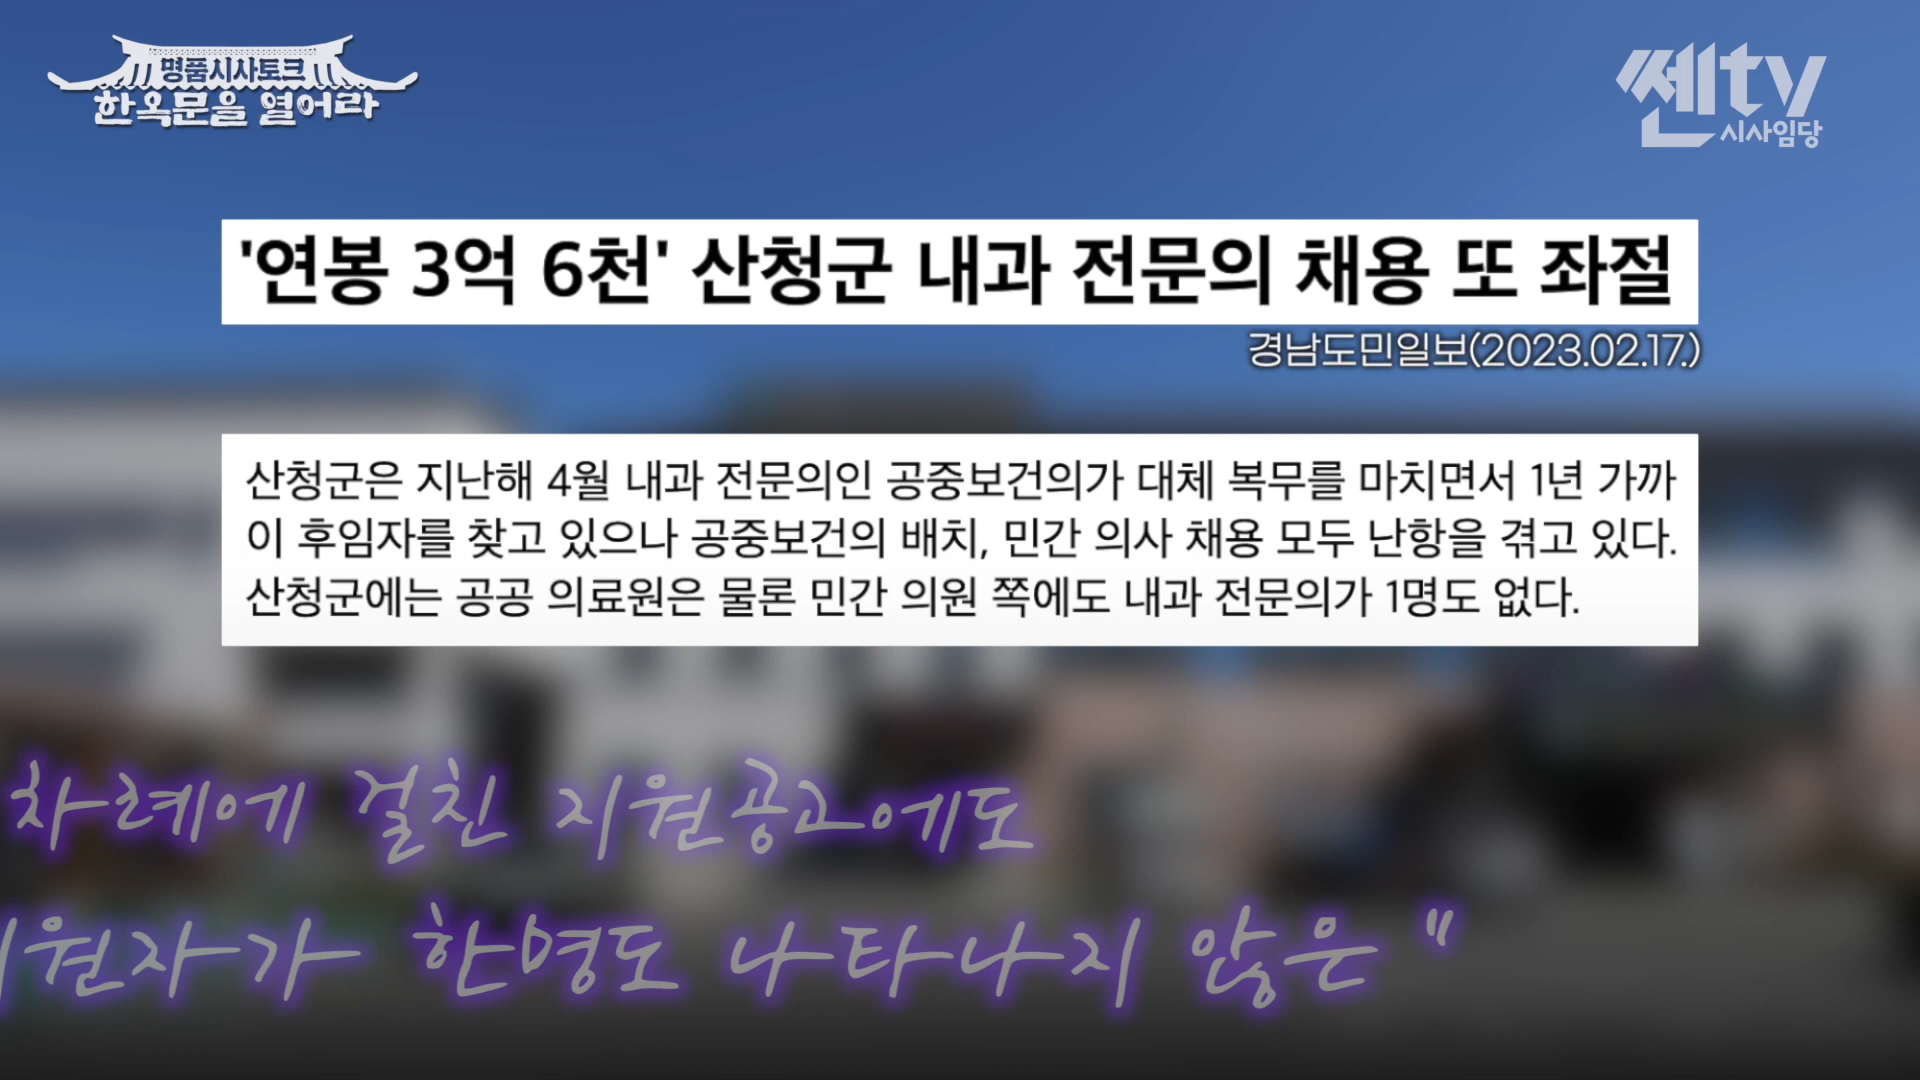 명품시사토크
한옥문을 열어라
쎈tv
시사임당
'연봉 3억 6천' 산청군 내과 전문의 채용 또 좌절
경남도민일보(2023.02.17.)
산청군은 지난해 4월 내과 전문의인 공중보건의가 대체 복무를 마치면서 1년 가까
이 후임자를 찾고 있으나 공중보건의 배치, 민간 의사 채용 모두 난항을 겪고 있다.
산청군에는 공공 의료원은 물론 민간 의원 쪽에도 내과 전문의가 1명도 없다.
차례에 걸친 지원공고에도
지원자가 한명도 나타나지 않은 "